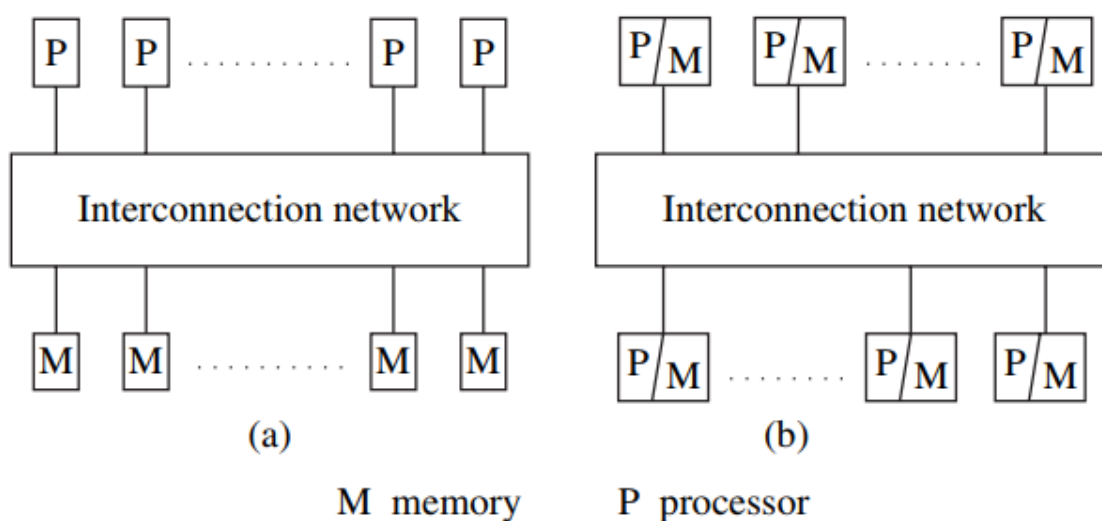 P P ........... P P P/M P/M ........ P/M
Interconnection network Interconnection network
M M .......... M M P/M ........ P/M P/M
(a) (b)
M memory P processor